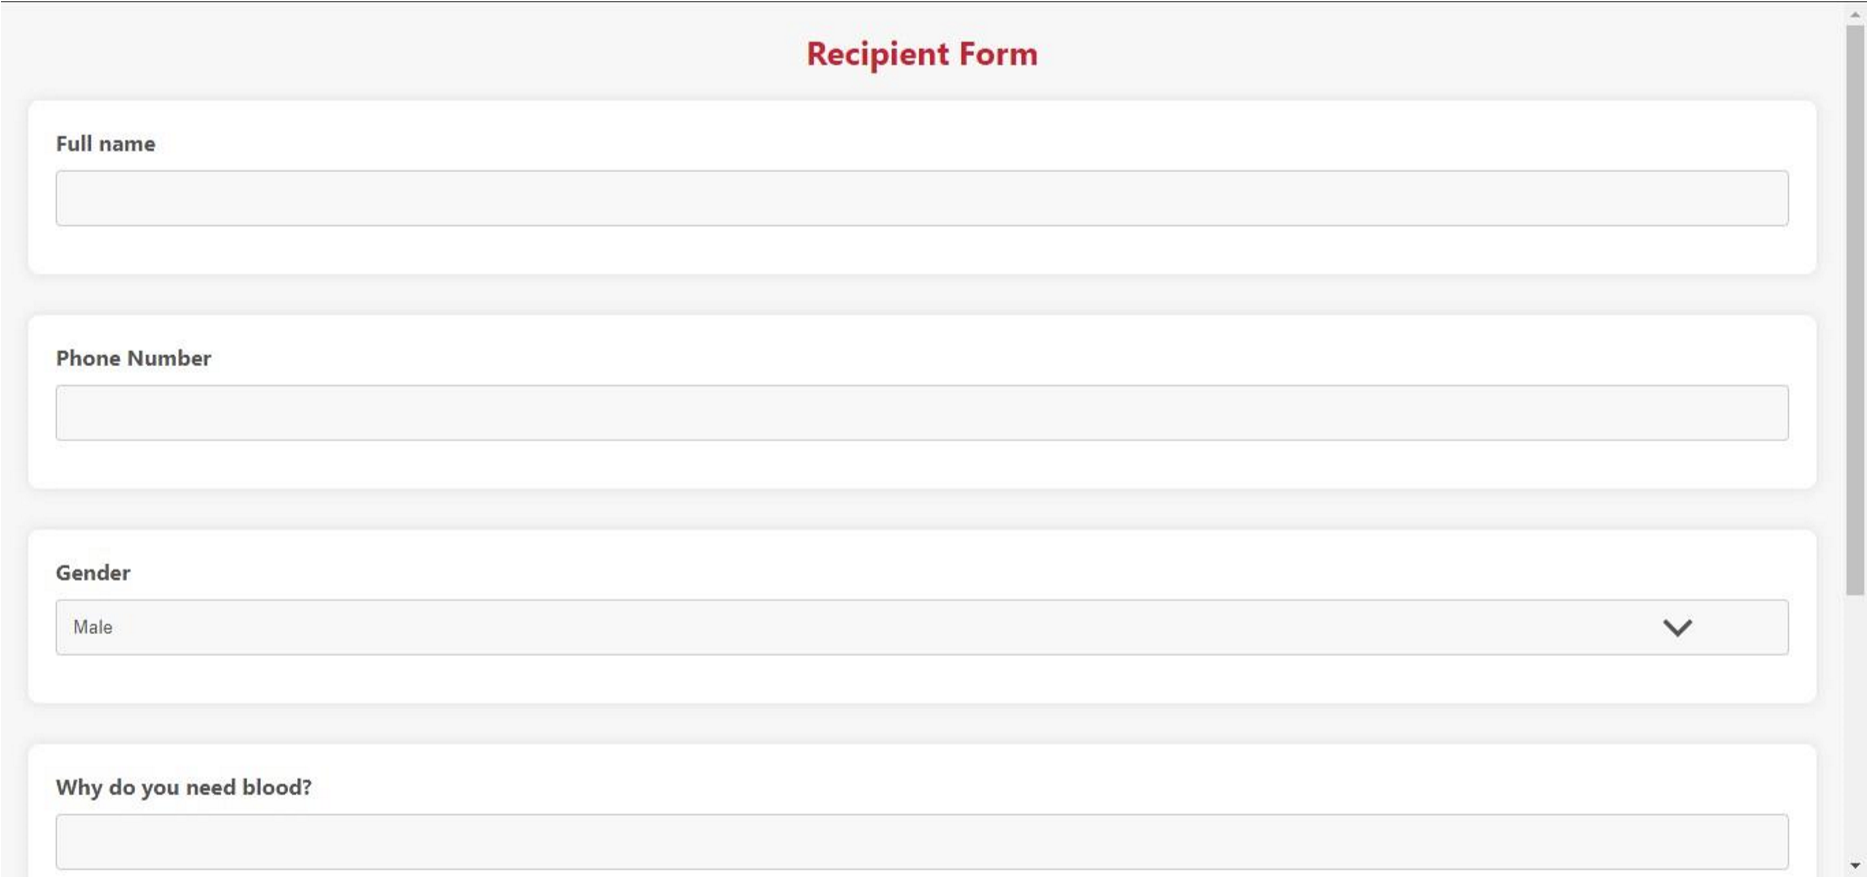 Recipient Form
Full name
Phone Number
Gender
Male
Why do you need blood?